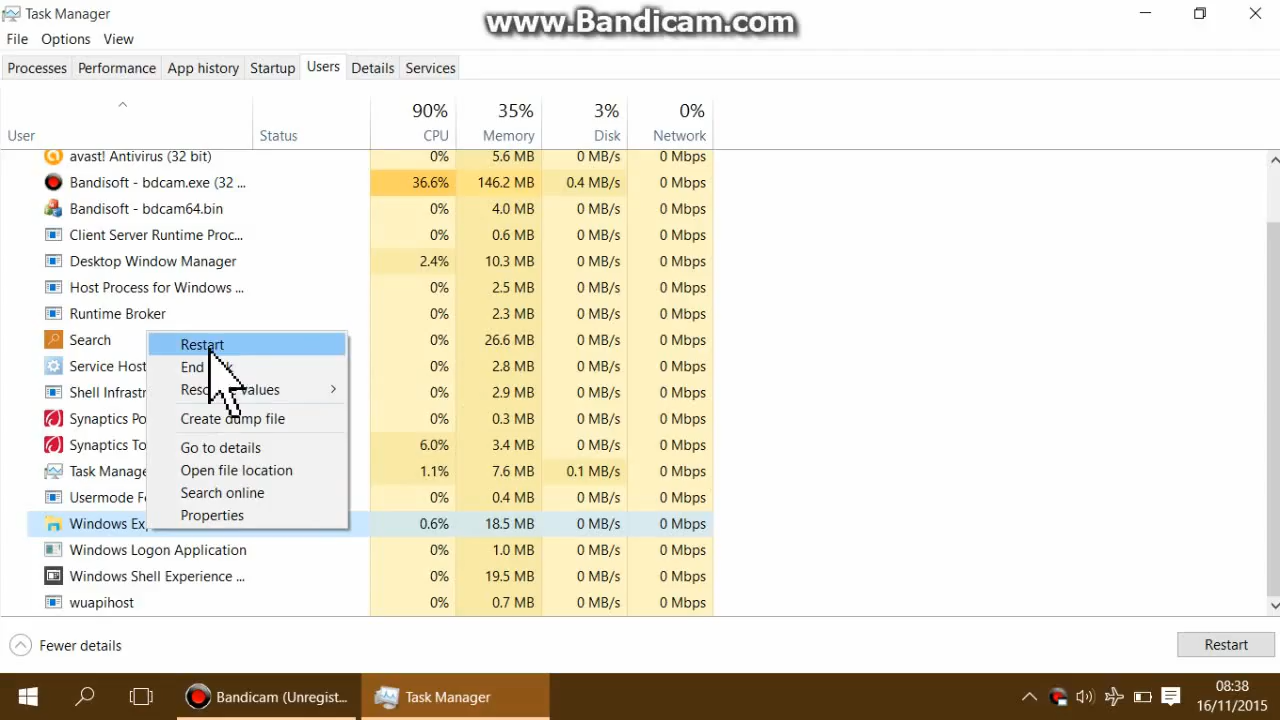 Task Manager
www.Bandicam.com
File Options View
Processes Performance App history Startup Users Details Services
90% 35% 3% 0%
User Status CPU Memory Disk Network
avast! Antivirus (32 bit) 0% 5.6 MB 0 MB/s 0 Mbps
Bandisoft - bdcam.exe (32 ... 36.6% 146.2 MB 0.4 MB/s 0 Mbps
Bandisoft - bdcam64.bin 0% 4.0 MB 0 MB/s 0 Mbps
Client Server Runtime Proc... 0% 0.6 MB 0 MB/s 0 Mbps
Desktop Window Manager 2.4% 10.3 MB 0 MB/s 0 Mbps
Host Process for Windows ... 0% 2.5 MB 0 MB/s 0 Mbps
Runtime Broker 0% 2.3 MB 0 MB/s 0 Mbps
Search 0% 26.6 MB 0 MB/s 0 Mbps
Service Host 0% 2.8 MB 0 MB/s 0 Mbps
Shell 0% 2.9 MB 0 MB/s 0 Mbps
Synaptics 0% 0.3 MB 0 MB/s 0 Mbps
Synaptics 6.0% 3.4 MB 0 MB/s 0 Mbps
Task 1.1% 7.6 MB 0.1 MB/s 0 Mbps
Usermode 0% 0.4 MB 0 MB/s 0 Mbps
Windows 0.6% 18.5 MB 0 MB/s 0 Mbps
Windows Logon Application 0% 1.0 MB 0 MB/s 0 Mbps
Windows Shell Experience ... 0% 19.5 MB 0 MB/s 0 Mbps
wuapihost 0% 0.7 MB 0 MB/s 0 Mbps
Restart
End
values
Create dump file
Go to details
Open file location
Search online
Properties
Fewer details Restart
Bandicam (Unregist... Task Manager 08:38
16/11/2015